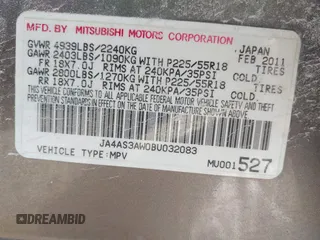 MFD BY MITSUBISHI MOTORS CORPORATION JAPAN
GVWR 4939LBS/2240KG FEB 2011
GAWR 2403LBS/1090KG WITH P225/55R18 TIRES
FR 18X7.0J RIMS AT 240KPA/35PSI COLD
GAWR 2800LBS/1270KG WITH P225/55R18 TIRES
RR 18X7.0J RIMS AT 240KPA/35PSI COLD
THIS VEHICLE CONFORMS TO ALL APPLICABLE FEDERAL MOTOR VEHICLE SAFETY AND THEFT PREVENTION STANDARDS IN EFFECT ON THE DATE OF MANUFACTURE SHOWN ABOVE.
JA4AS3AW0BU032083
VEHICLE TYPE:MPV
MU001527
DREAMBID